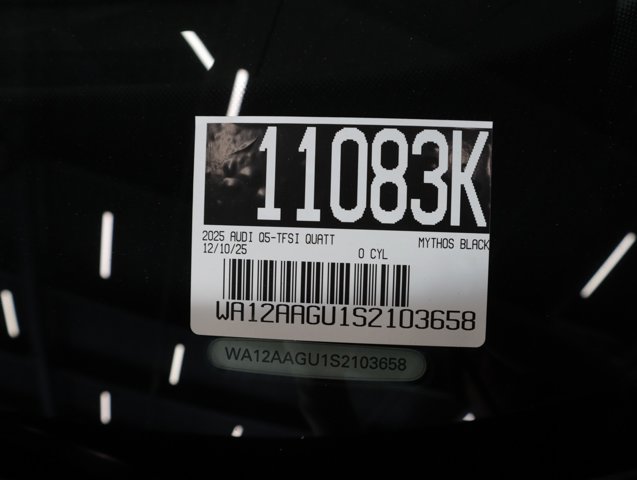 11083K
2025 AUDI Q5-TFSI QUATT MYTHOS BLACK
12/10/25 0 CYL
WA12AAGU1S2103658
WA12AAGU1S2103658